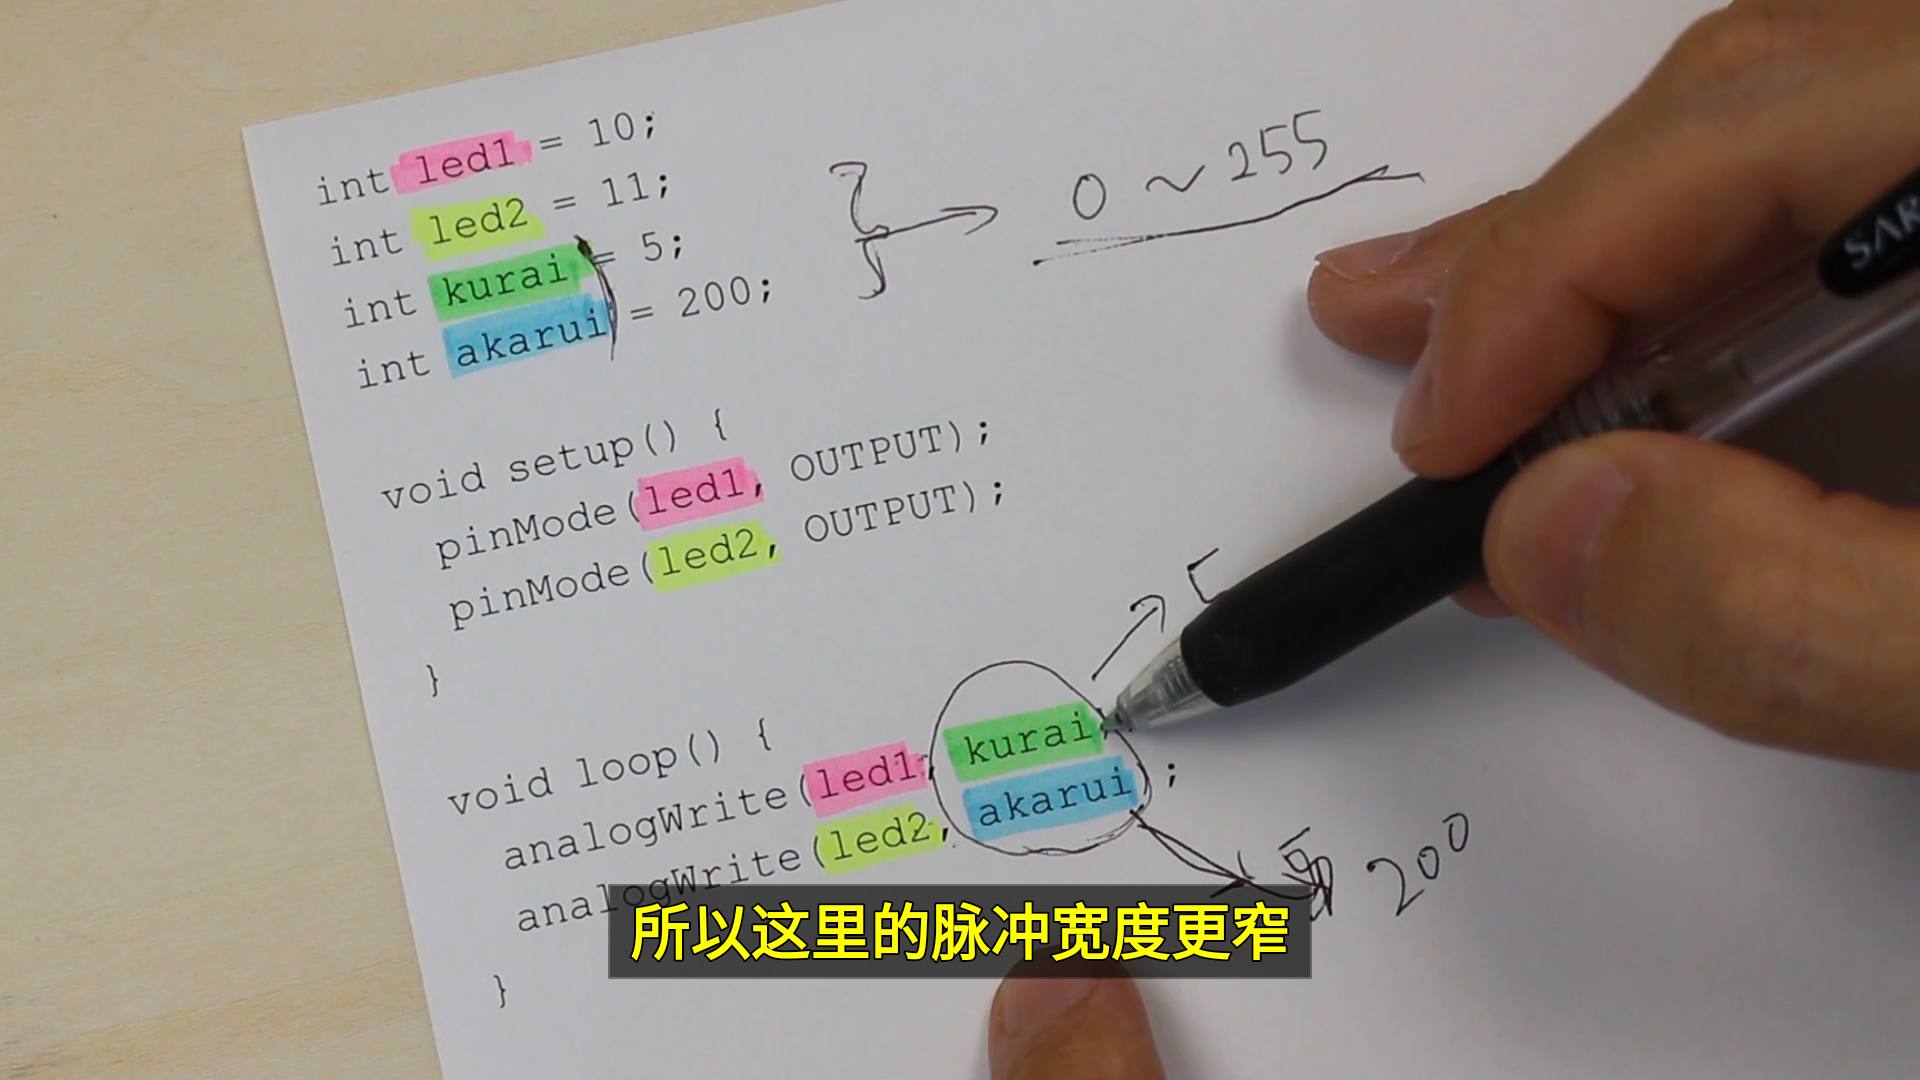 int led1 = 10;
int led2 = 11;
int kurai = 5;
int akarui = 200;
0 ~ 255
void setup() {
pinMode(led1, OUTPUT);
pinMode(led2, OUTPUT);
}
5
void loop() {
analogWrite(led1, kurai);
analogWrite(led2, akarui);
200
}
所以这里的脉冲宽度更窄
SAR